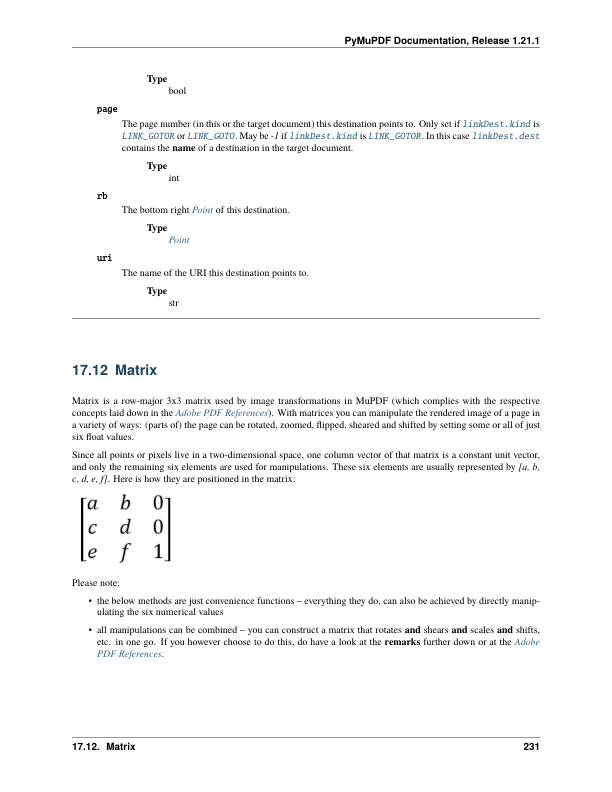 PyMuPDF Documentation, Release 1.21.1
Type
bool
page
The page number (in this or the target document) this destination points to. Only set if linkDest.kind is
LINK_GOTOR or LINK_GOTO. May be -1 if linkDest.kind is LINK_GOTOR. In this case linkDest.dest
contains the name of a destination in the target document.
Type
int
rb
The bottom right Point of this destination.
Type
Point
uri
The name of the URI this destination points to.
Type
str
17.12 Matrix
Matrix is a row-major 3x3 matrix used by image transformations in MuPDF (which complies with the respective
concepts laid down in the Adobe PDF References). With matrices you can manipulate the rendered image of a page in
a variety of ways: (parts of) the page can be rotated, zoomed, flipped, sheared and shifted by setting some or all of just
six float values.
Since all points or pixels live in a two-dimensional space, one column vector of that matrix is a constant unit vector,
and only the remaining six elements are used for manipulations. These six elements are usually represented by [a, b,
c, d, e, f]. Here is how they are positioned in the matrix:
a b 0
c d 0
e f 1
Please note:
• the below methods are just convenience functions – everything they do, can also be achieved by directly manip-
ulating the six numerical values
• all manipulations can be combined – you can construct a matrix that rotates and shears and scales and shifts,
etc. in one go. If you however choose to do this, do have a look at the remarks further down or at the Adobe
PDF References.
17.12. Matrix
231